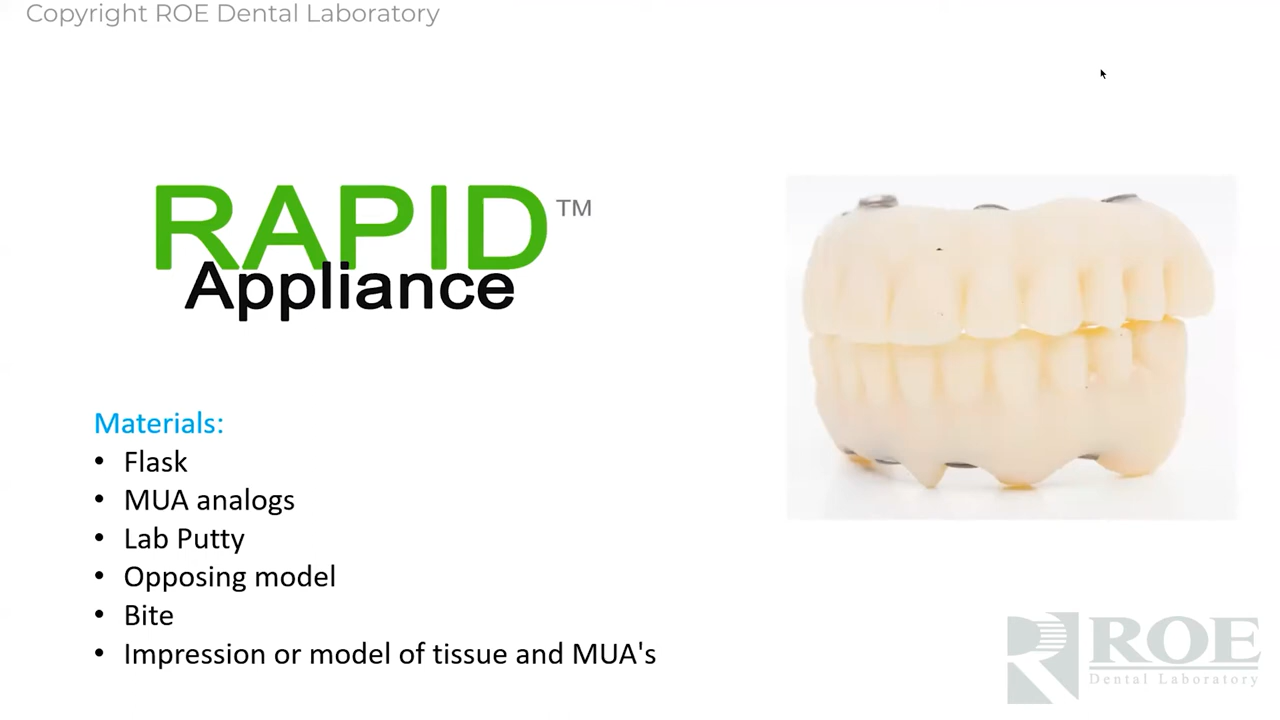 Copyright ROE Dental Laboratory
RAPID™
Appliance
Materials:
• Flask
• MUA analogs
• Lab Putty
• Opposing model
• Bite
• Impression or model of tissue and MUA's
ROE
Dental Laboratory